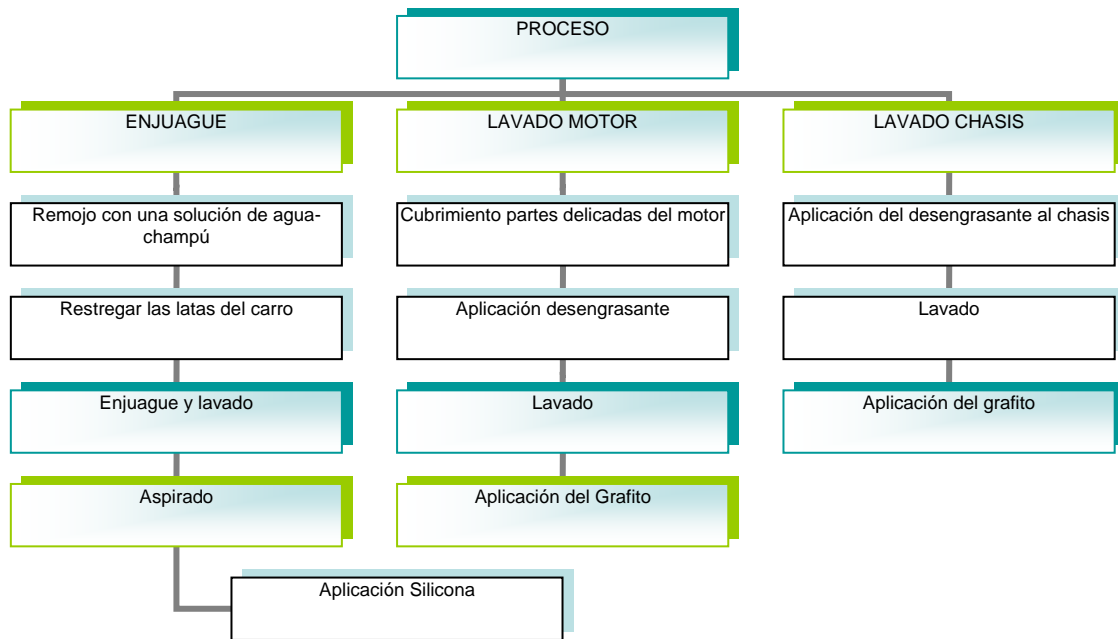 PROCESO
ENJUAGUE
LAVADO MOTOR
LAVADO CHASIS
Remojo con una solución de agua-
champú
Cubrimiento partes delicadas del motor
Aplicación del desengrasante al chasis
Restregar las latas del carro
Aplicación desengrasante
Lavado
Enjuague y lavado
Lavado
Aplicación del grafito
Aspirado
Aplicación del Grafito
Aplicación Silicona